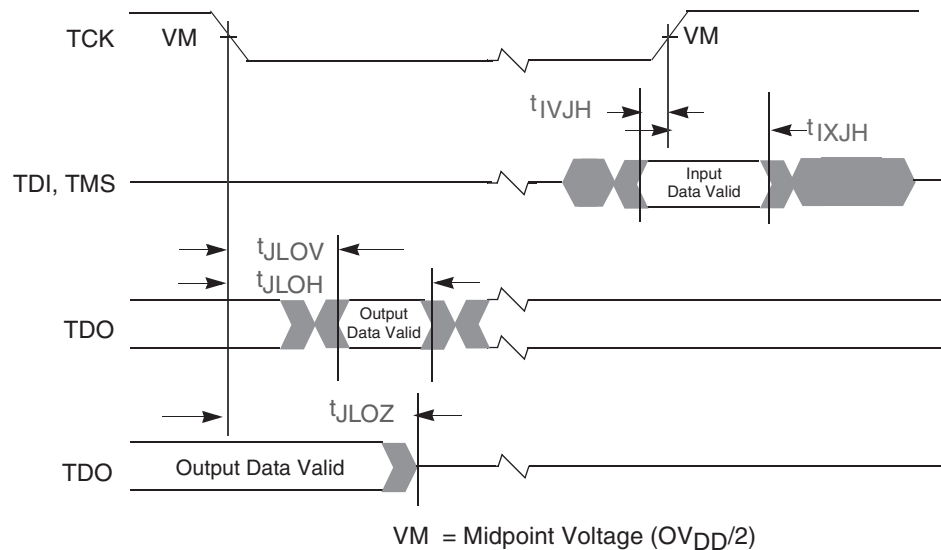 TCK
VM
VM
tIVJH
tIXJH
TDI, TMS
Input
Data Valid
tJLOV
tJLOH
TDO
Output
Data Valid
tJLOZ
TDO
Output Data Valid
VM = Midpoint Voltage (OVDD/2)